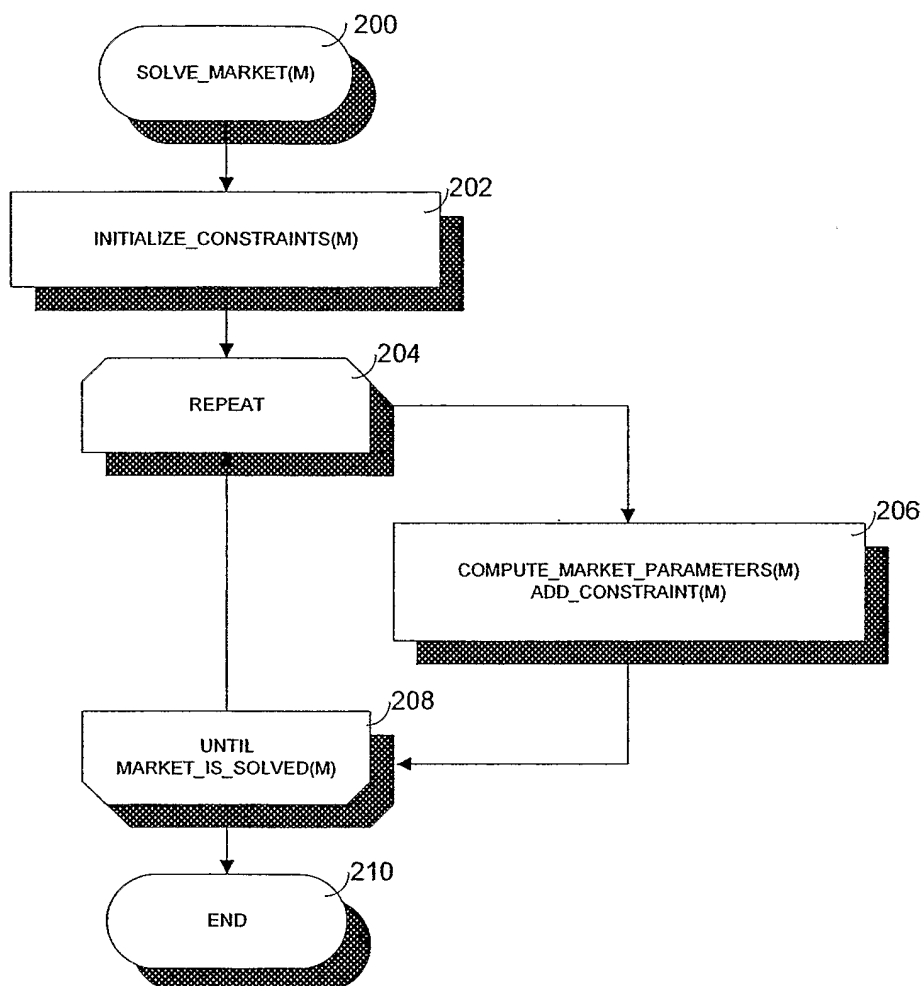 200
SOLVE_MARKET(M)
202
INITIALIZE_CONSTRAINTS(M)
204
REPEAT
206
COMPUTE_MARKET_PARAMETERS(M)
ADD_CONSTRAINT(M)
208
UNTIL
MARKET_IS_SOLVED(M)
210
END